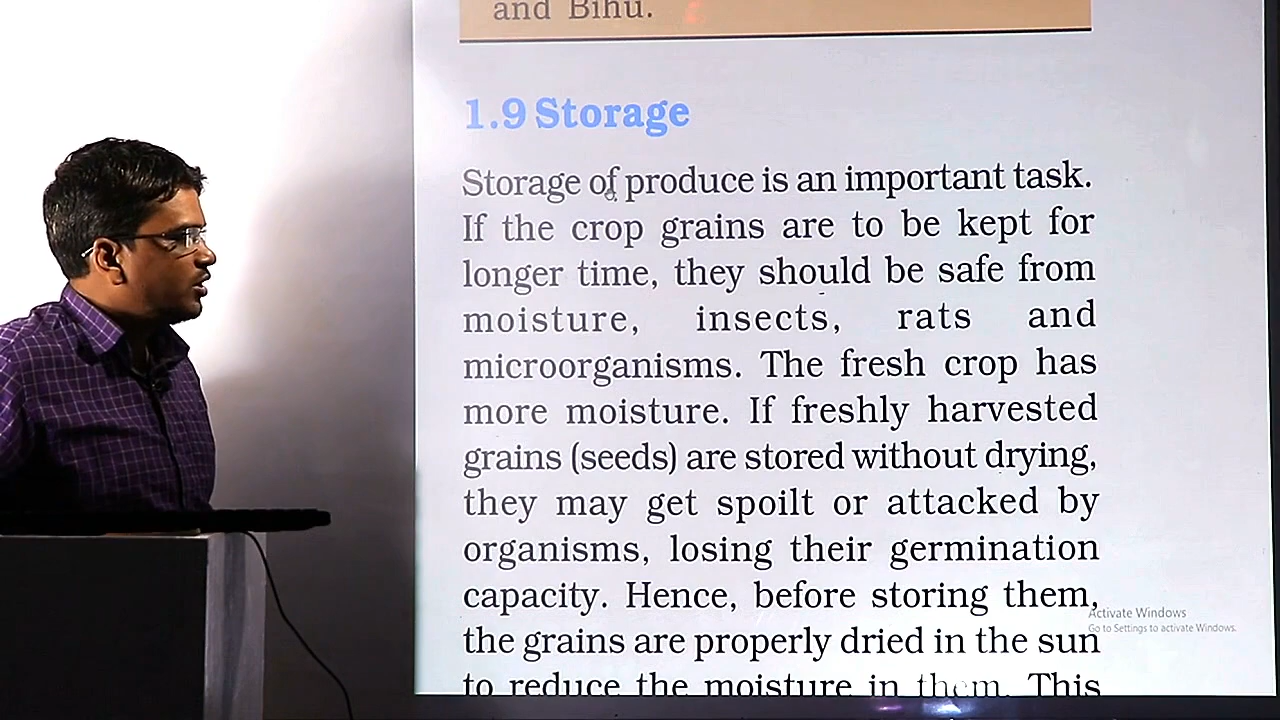 and Bihu.
1.9 Storage
Storage of produce is an important task.
If the crop grains are to be kept for
longer time, they should be safe from
moisture, insects, rats and
microorganisms. The fresh crop has
more moisture. If freshly harvested
grains (seeds) are stored without drying,
they may get spoilt or attacked by
organisms, losing their germination
capacity. Hence, before storing them,
the grains are properly dried in the sun
to reduce the moisture in them. This
Activate Windows
Go to Settings to activate Windows.